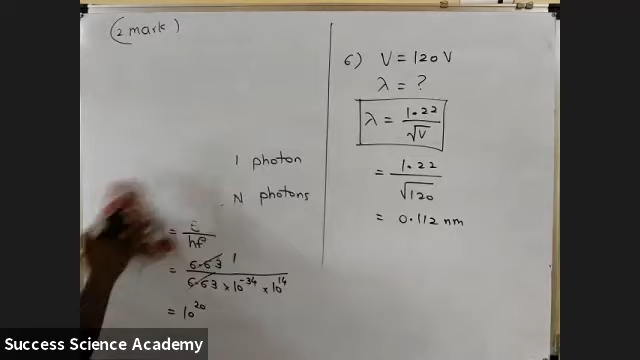 (2 mark)
1 photon
N photons
= E/hf
= 6.63 1/6.63 × 10^-34 × 10^14
= 10^20
6) V = 120 V
λ = ?
λ = 1.22/√V
= 1.22/√120
= 0.112 nm
Success Science Academy